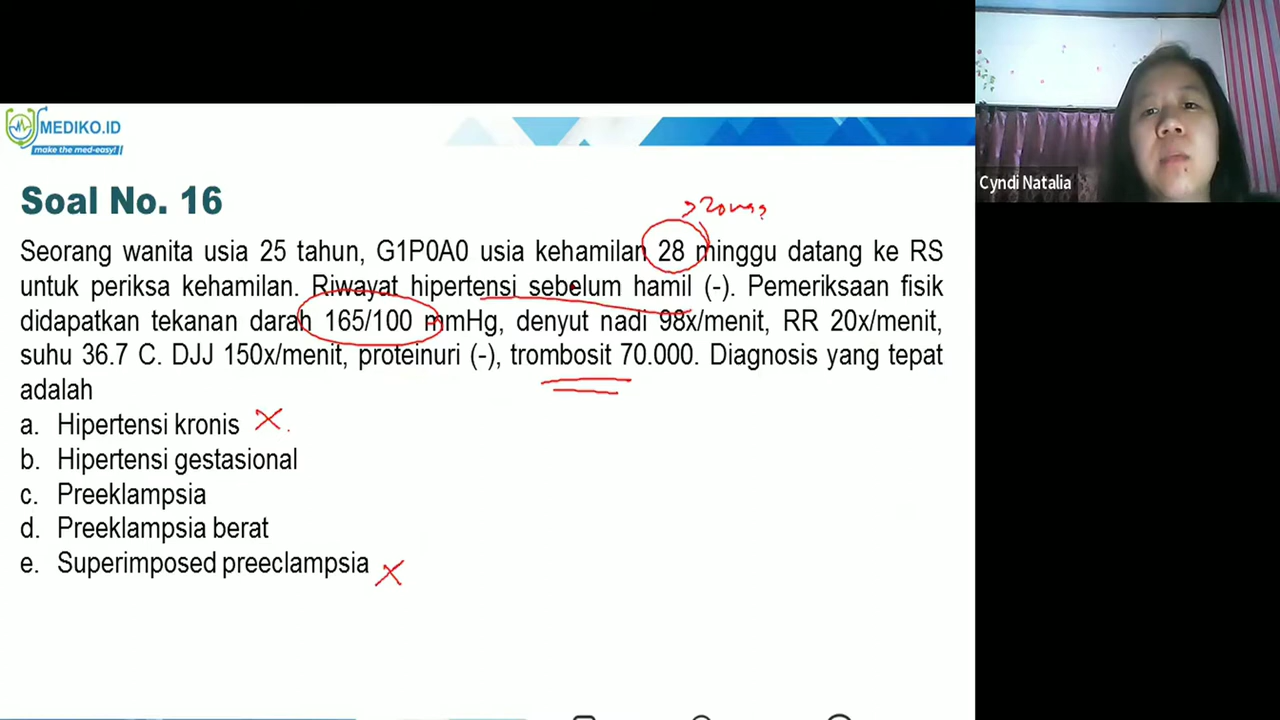 MEDIKO.ID
make the med-easy!
Soal No. 16
Seorang wanita usia 25 tahun, G1P0A0 usia kehamilan 28 minggu datang ke RS
untuk periksa kehamilan. Riwayat hipertensi sebelum hamil (-). Pemeriksaan fisik
didapatkan tekanan darah 165/100 mmHg, denyut nadi 98x/menit, RR 20x/menit,
suhu 36.7 C. DJJ 150x/menit, proteinuri (-), trombosit 70.000. Diagnosis yang tepat
adalah
a. Hipertensi kronis
b. Hipertensi gestasional
c. Preeklampsia
d. Preeklampsia berat
e. Superimposed preeclampsia
Cyndi Natalia